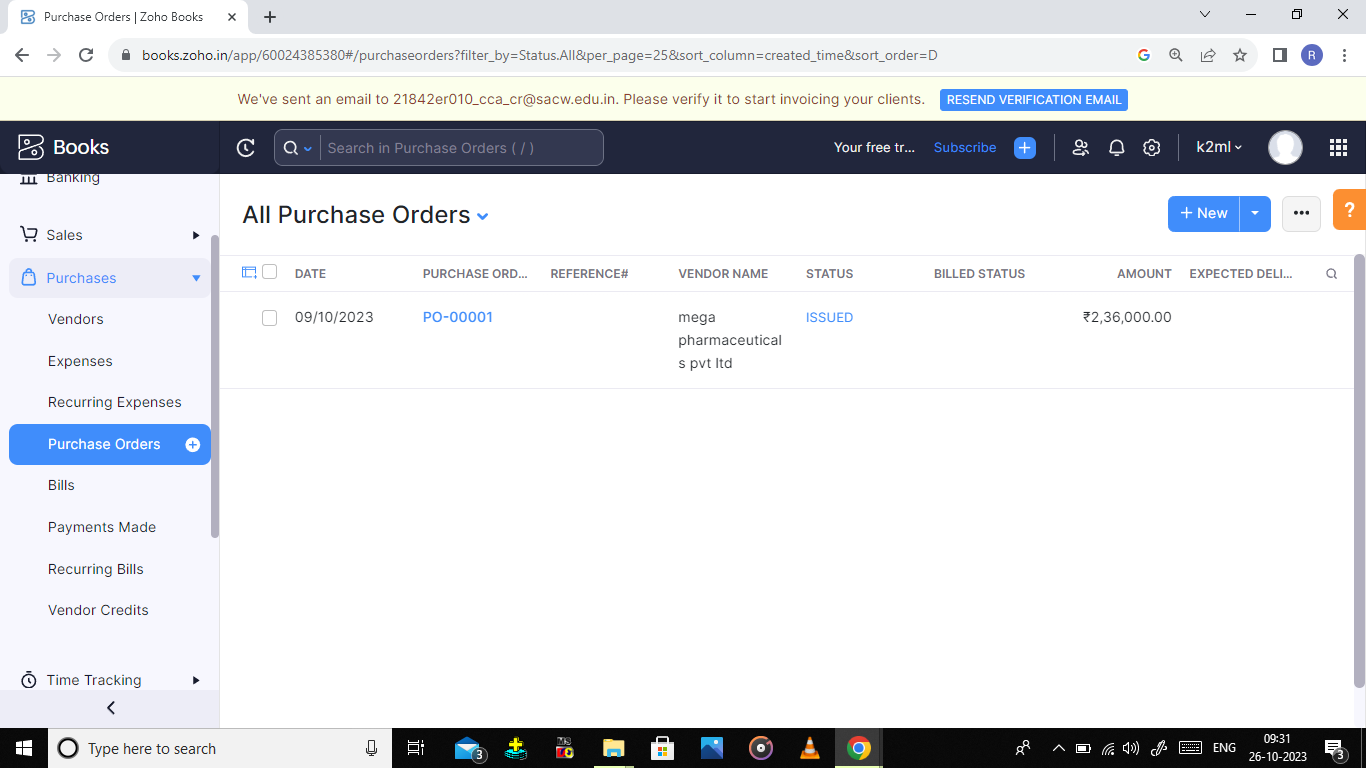 Purchase Orders | Zoho Books
books.zoho.in/app/60024385380#/purchaseorders?filter_by=Status.All&per_page=25&sort_column=created_time&sort_order=D
R
We've sent an email to 21842er010_cca_cr@sacw.edu.in. Please verify it to start invoicing your clients. RESEND VERIFICATION EMAIL
Books
Search in Purchase Orders ( / )
Your free tr... Subscribe
k2ml
Banking
Sales
Purchases
Vendors
Expenses
Recurring Expenses
Purchase Orders
Bills
Payments Made
Recurring Bills
Vendor Credits
Time Tracking
All Purchase Orders
+ New
?
DATE PURCHASE ORD... REFERENCE# VENDOR NAME STATUS BILLED STATUS AMOUNT EXPECTED DELI...
09/10/2023 PO-00001 mega ISSUED ₹2,36,000.00
pharmaceutical
s pvt ltd
Type here to search
3
ENG
09:31
26-10-2023
3